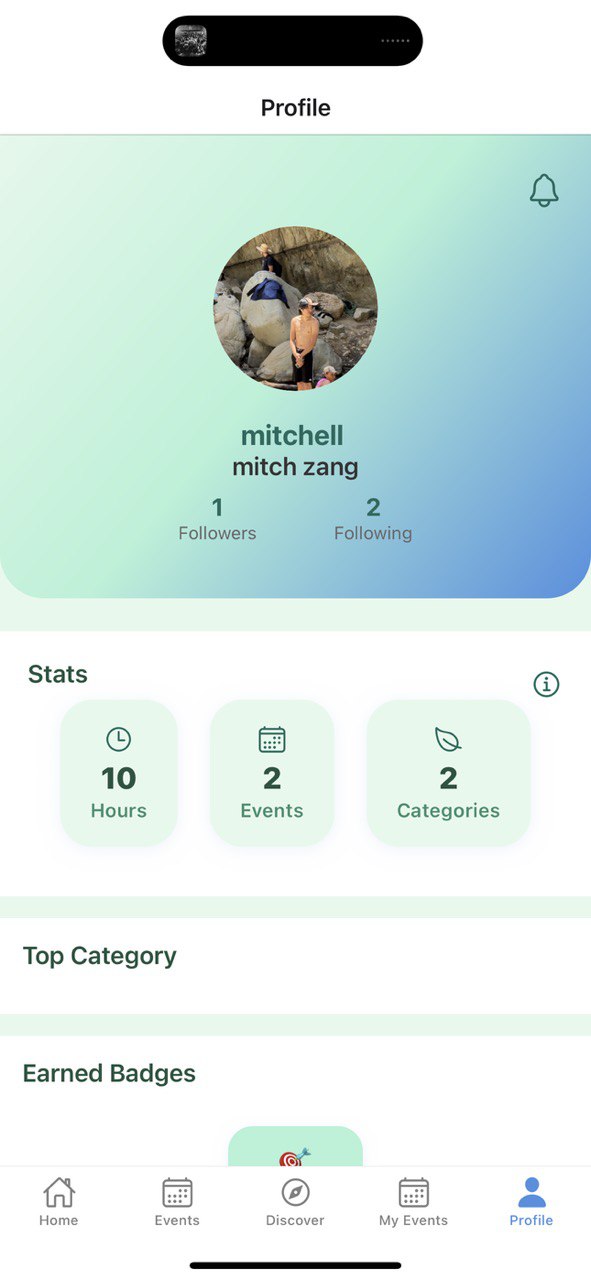 Profile
mitchell
mitch zang
1 2
Followers Following
Stats
10 2 2
Hours Events Categories
Top Category
Earned Badges
Home Events Discover My Events Profile